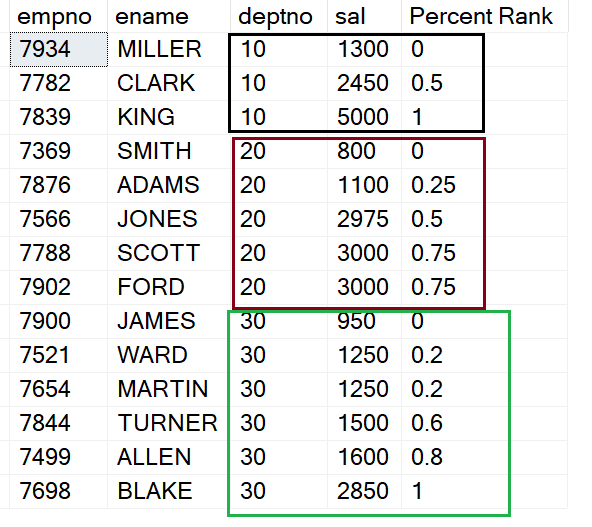 empno ename deptno sal Percent Rank
7934 MILLER 10 1300 0
7782 CLARK 10 2450 0.5
7839 KING 10 5000 1
7369 SMITH 20 800 0
7876 ADAMS 20 1100 0.25
7566 JONES 20 2975 0.5
7788 SCOTT 20 3000 0.75
7902 FORD 20 3000 0.75
7900 JAMES 30 950 0
7521 WARD 30 1250 0.2
7654 MARTIN 30 1250 0.2
7844 TURNER 30 1500 0.6
7499 ALLEN 30 1600 0.8
7698 BLAKE 30 2850 1